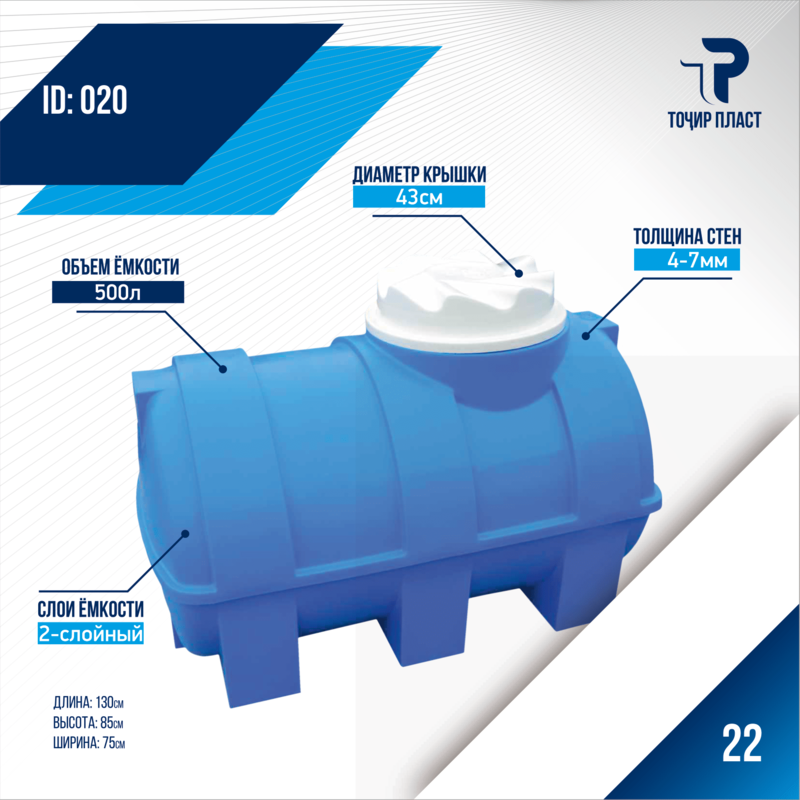 ID: 020
ТОҶИР ПЛАСТ
ДИАМЕТР КРЫШКИ
43см
ТОЛЩИНА СТЕН
4-7мм
ОБЪЕМ ЁМКОСТИ
500л
СЛОИ ЁМКОСТИ
2-слойный
ДЛИНА: 130см
ВЫСОТА: 85см
ШИРИНА: 75см
22